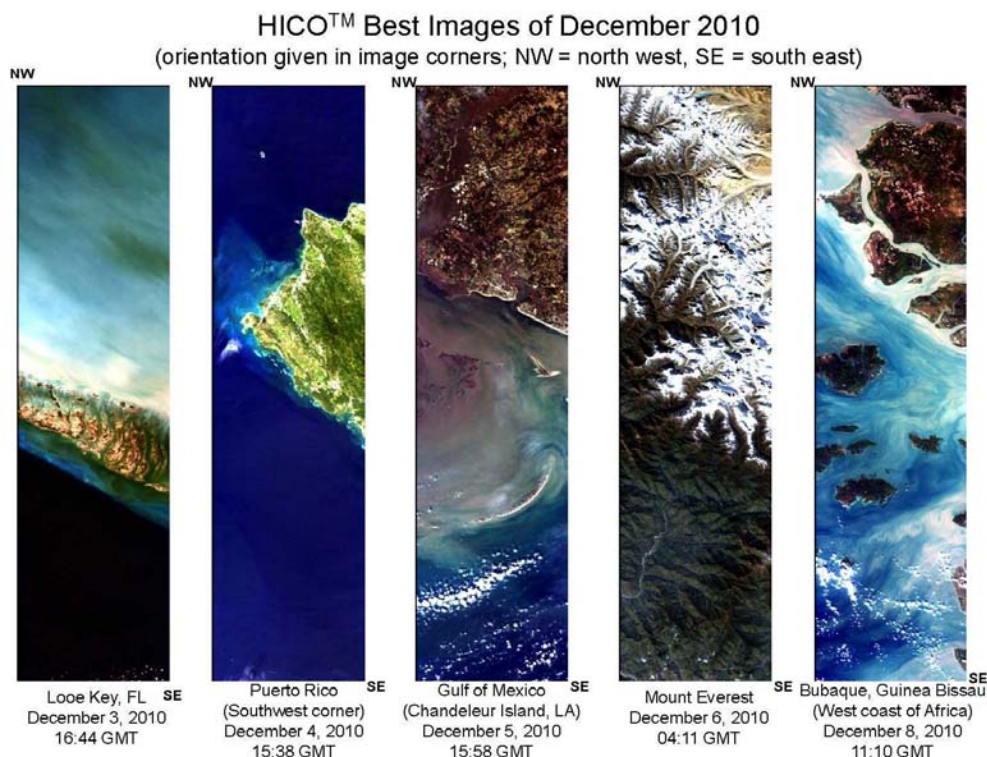 HICO™ Best Images of December 2010
(orientation given in image corners; NW = north west, SE = south east)
NW
NW
NW
NW
NW
SE
SE
SE
SE
SE
Looe Key, FL
December 3, 2010
16:44 GMT
Puerto Rico
(Southwest corner)
December 4, 2010
15:38 GMT
Gulf of Mexico
(Chandeleur Island, LA)
December 5, 2010
15:58 GMT
Mount Everest
December 6, 2010
04:11 GMT
Bubaque, Guinea Bissau
(West coast of Africa)
December 8, 2010
11:10 GMT